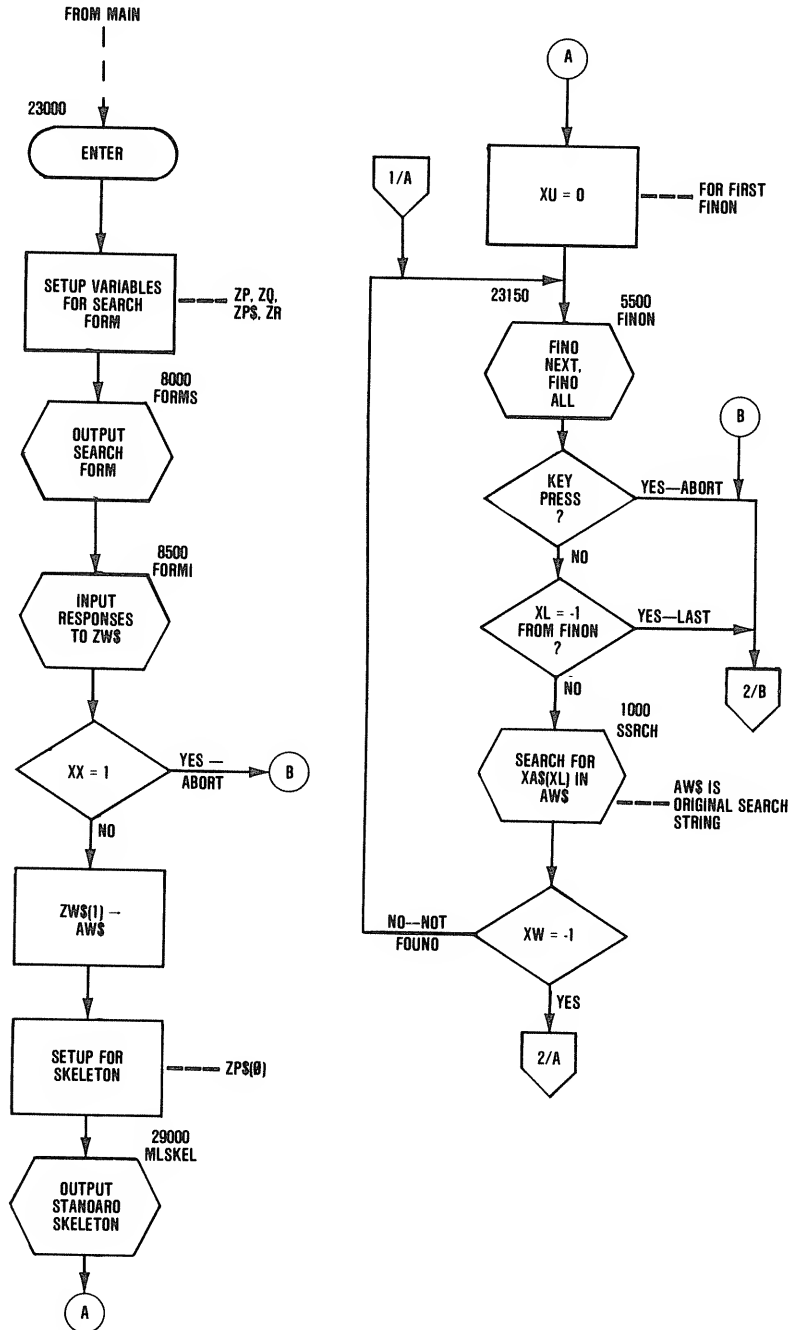 FROM MAIN
23000
ENTER
SETUP VARIABLES
FOR SEARCH
FORM
ZP, ZQ,
ZP$, ZR
8000
FORMS
OUTPUT
SEARCH
FORM
8500
FORMI
INPUT
RESPONSES
TO ZW$
XX = 1
YES —
ABORT
B
NO
ZW$(1) —
AW$
SETUP FOR
SKELETON
ZP$(Ø)
29000
MLSKEL
OUTPUT
STANOARO
SKELETON
A
A
1/A
XU = 0
FOR FIRST
FINON
23150
5500
FINON
FINO
NEXT,
FINO
ALL
B
KEY
PRESS
?
YES—ABORT
NO
XL = -1
FROM FINON
?
YES—LAST
NO
2/B
1000
SSRCH
SEARCH FOR
XA$(XL) IN
AW$
AW$ IS
ORIGINAL SEARCH
STRING
NO--NOT
FOUNO
XW = -1
YES
2/A